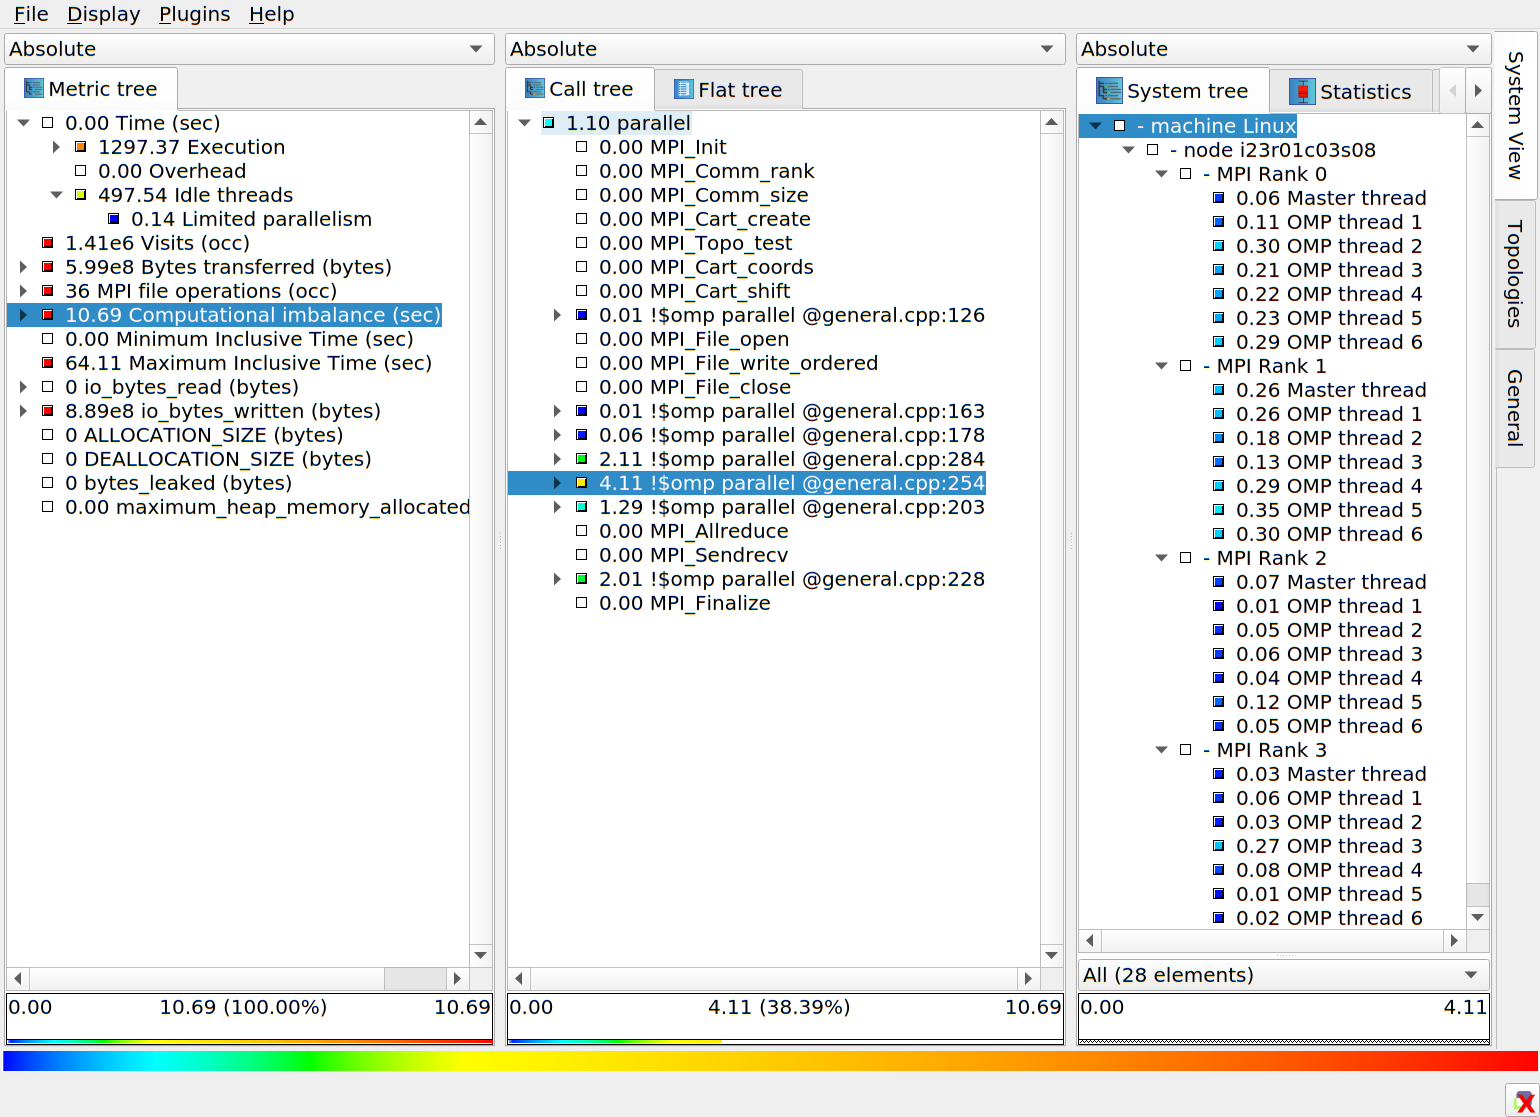 File Display Plugins Help
Absolute
Metric tree
0.00 Time (sec)
1297.37 Execution
0.00 Overhead
497.54 Idle threads
0.14 Limited parallelism
1.41e6 Visits (occ)
5.99e8 Bytes transferred (bytes)
36 MPI file operations (occ)
10.69 Computational imbalance (sec)
0.00 Minimum Inclusive Time (sec)
64.11 Maximum Inclusive Time (sec)
0 io_bytes_read (bytes)
8.89e8 io_bytes_written (bytes)
0 ALLOCATION_SIZE (bytes)
0 DEALLOCATION_SIZE (bytes)
0 bytes_leaked (bytes)
0.00 maximum_heap_memory_allocated
0.00 10.69 (100.00%) 10.69
Absolute
Call tree Flat tree
1.10 parallel
0.00 MPI_Init
0.00 MPI_Comm_rank
0.00 MPI_Comm_size
0.00 MPI_Cart_create
0.00 MPI_Topo_test
0.00 MPI_Cart_coords
0.00 MPI_Cart_shift
0.01 !$omp parallel @general.cpp:126
0.00 MPI_File_open
0.00 MPI_File_write_ordered
0.00 MPI_File_close
0.01 !$omp parallel @general.cpp:163
0.06 !$omp parallel @general.cpp:178
2.11 !$omp parallel @general.cpp:284
4.11 !$omp parallel @general.cpp:254
1.29 !$omp parallel @general.cpp:203
0.00 MPI_Allreduce
0.00 MPI_Sendrecv
2.01 !$omp parallel @general.cpp:228
0.00 MPI_Finalize
0.00 4.11 (38.39%) 10.69
Absolute
System tree Statistics
- machine Linux
- node i23r01c03s08
- MPI Rank 0
0.06 Master thread
0.11 OMP thread 1
0.30 OMP thread 2
0.21 OMP thread 3
0.22 OMP thread 4
0.23 OMP thread 5
0.29 OMP thread 6
- MPI Rank 1
0.26 Master thread
0.26 OMP thread 1
0.18 OMP thread 2
0.13 OMP thread 3
0.29 OMP thread 4
0.35 OMP thread 5
0.30 OMP thread 6
- MPI Rank 2
0.07 Master thread
0.01 OMP thread 1
0.05 OMP thread 2
0.06 OMP thread 3
0.04 OMP thread 4
0.12 OMP thread 5
0.05 OMP thread 6
- MPI Rank 3
0.03 Master thread
0.06 OMP thread 1
0.03 OMP thread 2
0.27 OMP thread 3
0.08 OMP thread 4
0.01 OMP thread 5
0.02 OMP thread 6
All (28 elements)
0.00 4.11
System View
Topologies
General